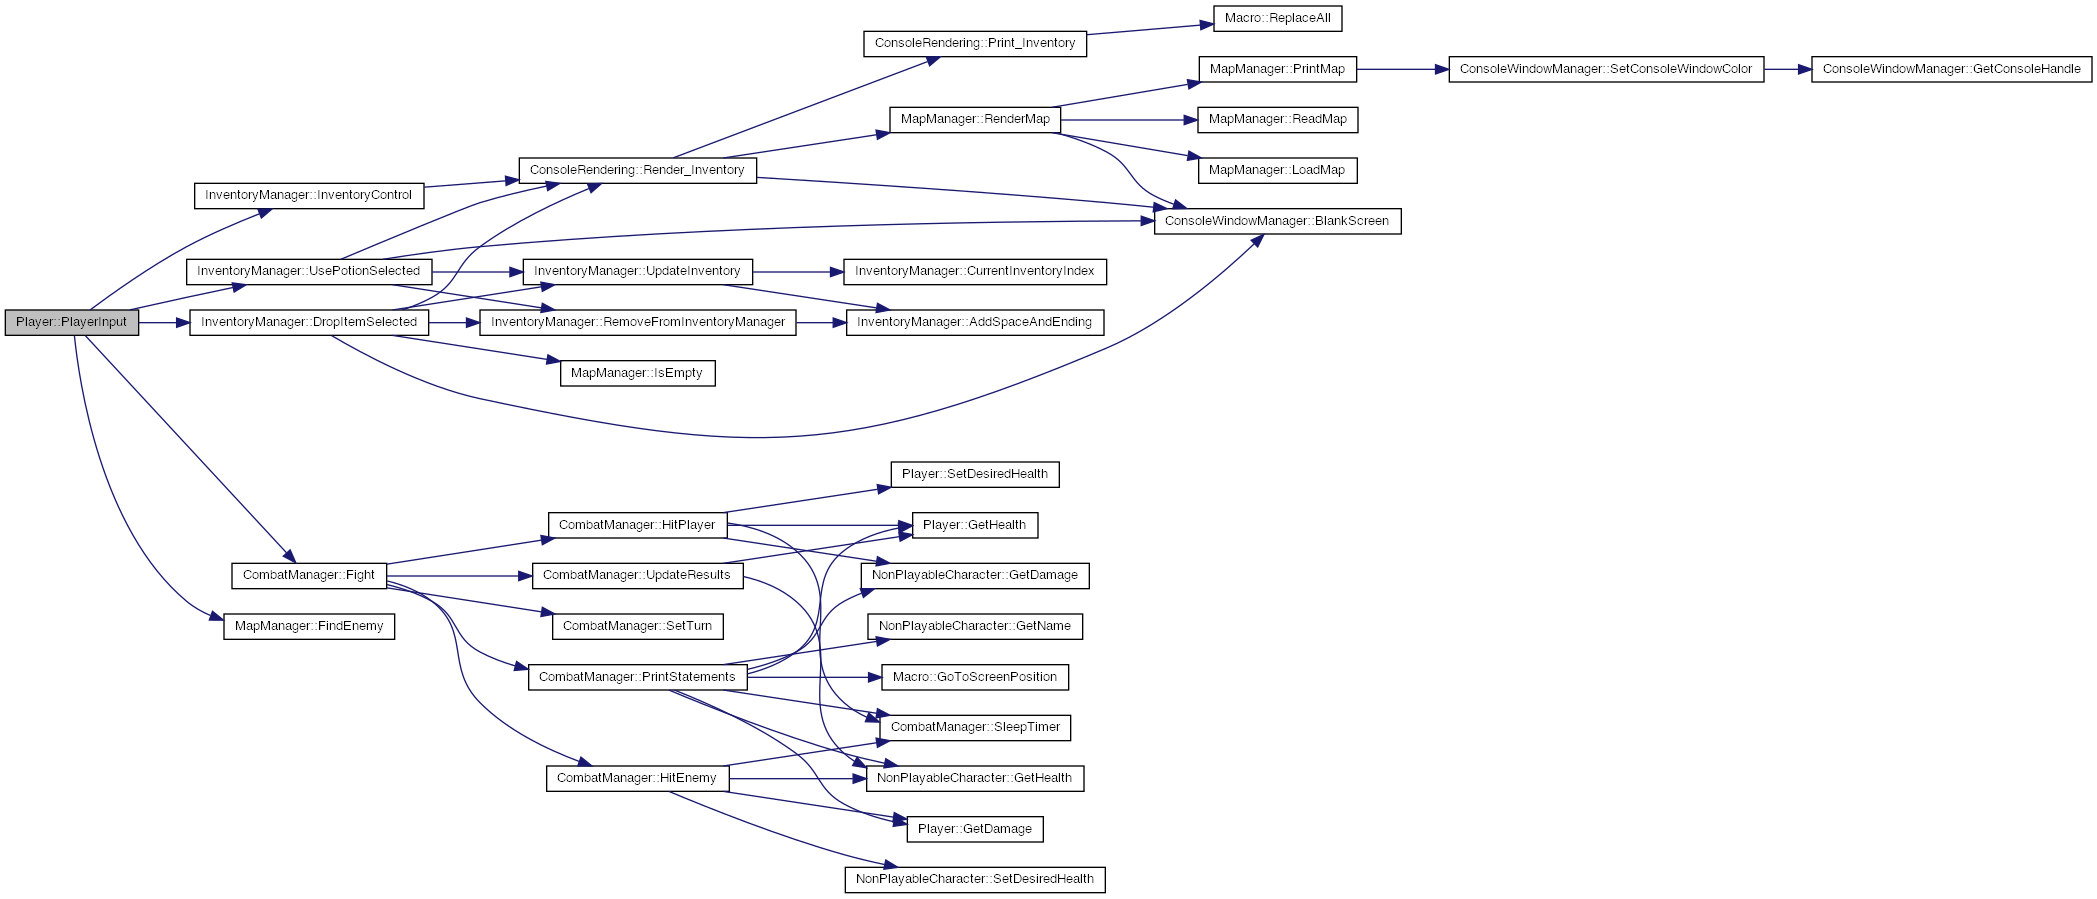 Macro::ReplaceAll
ConsoleRendering::Print_Inventory
MapManager::PrintMap
ConsoleWindowManager::SetConsoleWindowColor
ConsoleWindowManager::GetConsoleHandle
MapManager::RenderMap
MapManager::ReadMap
ConsoleRendering::Render_Inventory
MapManager::LoadMap
InventoryManager::InventoryControl
ConsoleWindowManager::BlankScreen
InventoryManager::UsePotionSelected
InventoryManager::UpdateInventory
InventoryManager::CurrentInventoryIndex
Player::PlayerInput
InventoryManager::DropItemSelected
InventoryManager::RemoveFromInventoryManager
InventoryManager::AddSpaceAndEnding
MapManager::IsEmpty
Player::SetDesiredHealth
CombatManager::HitPlayer
Player::GetHealth
CombatManager::Fight
CombatManager::UpdateResults
NonPlayableCharacter::GetDamage
MapManager::FindEnemy
CombatManager::SetTurn
NonPlayableCharacter::GetName
CombatManager::PrintStatements
Macro::GoToScreenPosition
CombatManager::SleepTimer
CombatManager::HitEnemy
NonPlayableCharacter::GetHealth
Player::GetDamage
NonPlayableCharacter::SetDesiredHealth